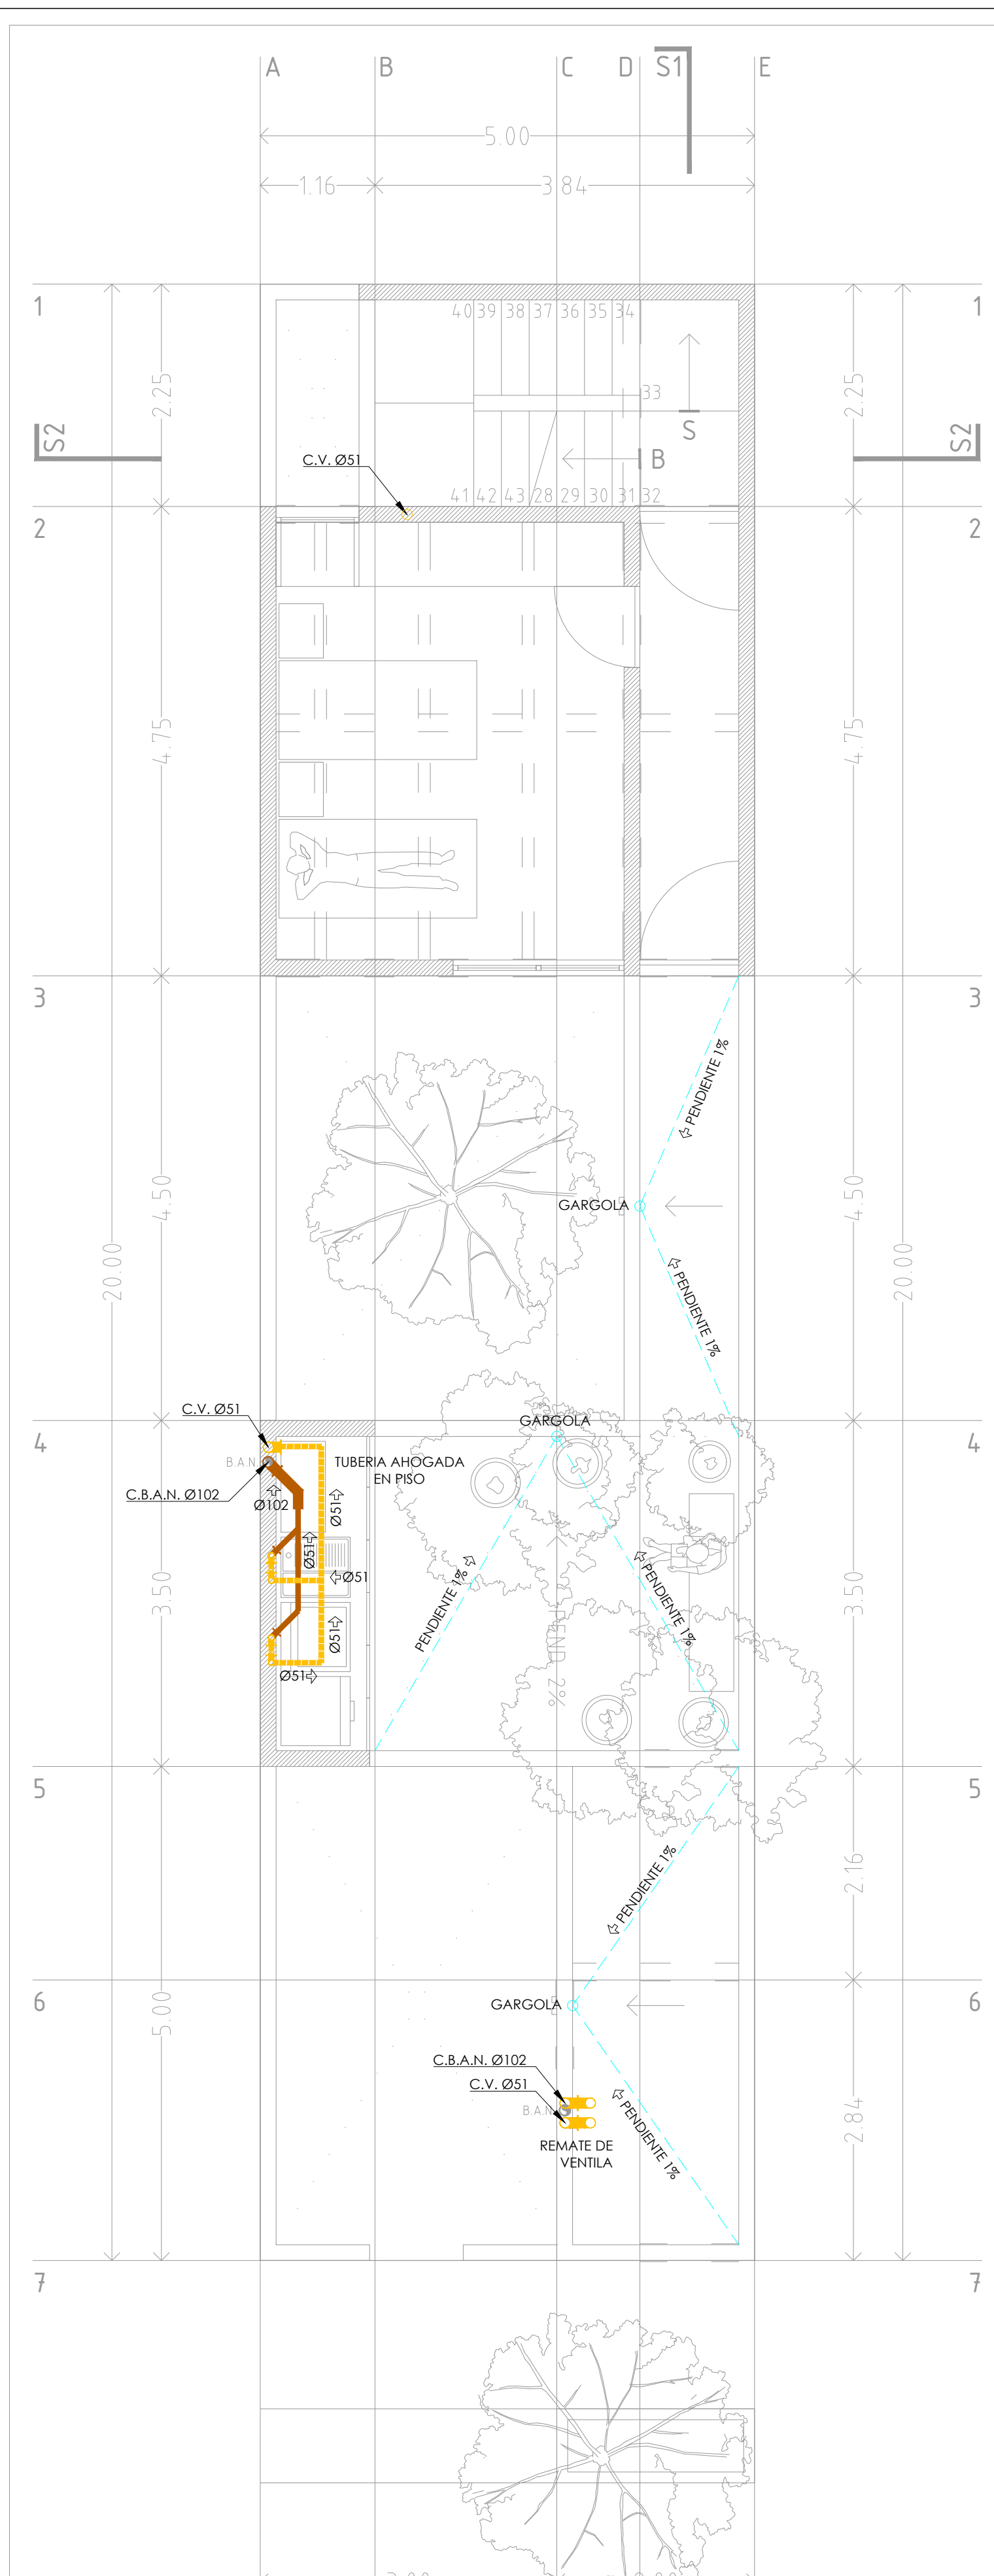 A B C D S1 E
5.00
1.16 3.84
1 1
40 39 38 37 36 35 34
2.25 2.25
33
S
S2 S2
B
C.V. Ø51
41 42 43 28 29 30 31 32
2 2
4.75 4.75
3 3
PENDIENTE 1%
4.50 4.50
GARGOLA
20.00 20.00
PENDIENTE 1%
C.V. Ø51
GARGOLA
4 4
B.A.N
TUBERIA AHOGADA
EN PISO
C.B.A.N. Ø102
Ø102
Ø51
Ø51
Ø51
3.50 3.50
PENDIENTE 1%
PENDIENTE 1%
Ø51
2%
Ø51
5 5
PENDIENTE 1%
2.16
6 6
GARGOLA
5.00
C.B.A.N. Ø102
C.V. Ø51
B.A.N
PENDIENTE 1%
2.84
REMATE DE
VENTILA
7 7